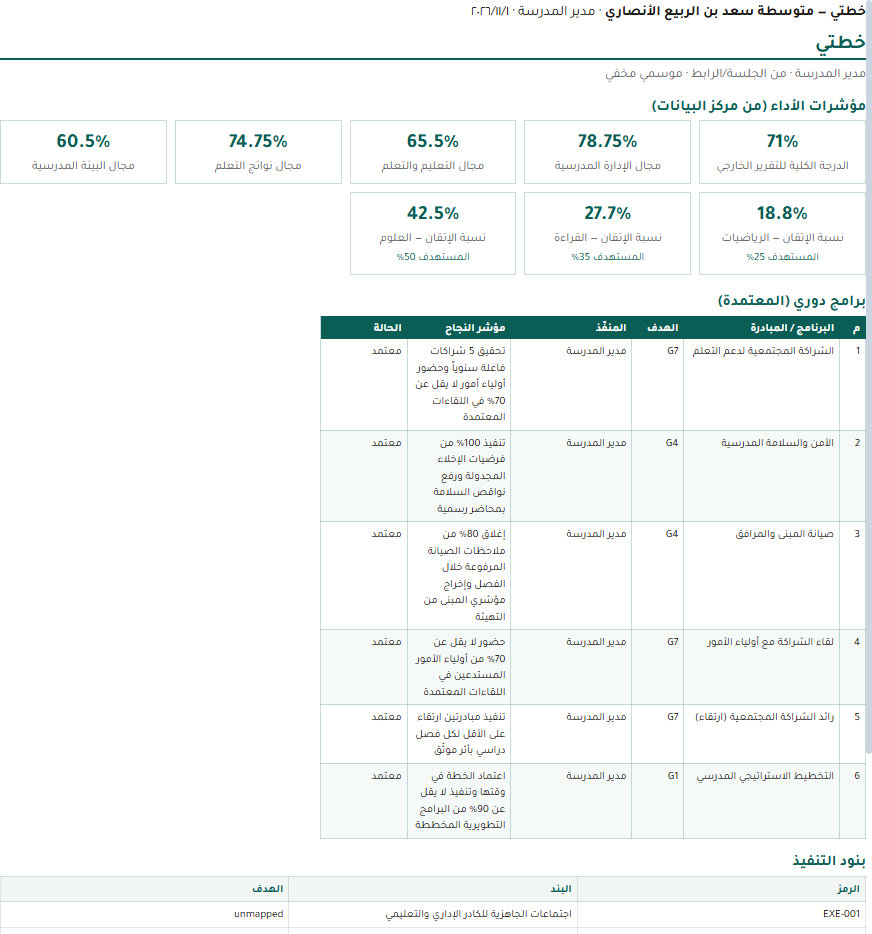 خطتي – متوسطة سعد بن الربيع الأنصاري · مدير المدرسة · ٢٠٢٦/١١/١
خطتي
مدير المدرسة · من الجلسة/الرابط · موسمي مخفي
مؤشرات الأداء (من مركز البيانات)
71% 78.75% 65.5% 74.75% 60.5%
الدرجة الكلية للتقرير الخارجي مجال الإدارة المدرسية مجال التعليم والتعلم مجال نواتج التعلم مجال البيئة المدرسية
18.8% 27.7% 42.5%
نسبة الإتقان – الرياضيات نسبة الإتقان – القراءة نسبة الإتقان – العلوم
المستهدف 25% المستهدف 35% المستهدف 50%
برامج دوري (المعتمدة)
م البرنامج / المبادرة الهدف المنفّذ مؤشر النجاح الحالة
1 الشراكة المجتمعية لدعم التعلم G7 مدير المدرسة تحقيق 5 شراكات معتمد
فاعلة سنوياً وحضور
أولياء أمور لا يقل عن
70% في اللقاءات
المعتمدة
2 الأمن والسلامة المدرسية G4 مدير المدرسة تنفيذ 100% من معتمد
فرضيات الإخلاء
المجدولة ورفع
نواقص السلامة
بمحاضر رسمية
3 صيانة المبنى والمرافق G4 مدير المدرسة إغلاق 80% من معتمد
ملاحظات الصيانة
المرفوعة خلال
الفصل وإخراج
مؤشري المبنى من
التهيئة
4 لقاء الشراكة مع أولياء الأمور G7 مدير المدرسة حضور لا يقل عن معتمد
70% من أولياء الأمور
المستدعين في
اللقاءات المعتمدة
5 رائد الشراكة المجتمعية (ارتقاء) G7 مدير المدرسة تنفيذ مبادرتين ارتقاء معتمد
على الأقل لكل فصل
دراسي بأثر موثّق
6 التخطيط الاستراتيجي المدرسي G1 مدير المدرسة اعتماد الخطة في معتمد
وقتها وتنفيذ لا يقل
عن 90% من البرامج
التطويرية المخططة
بنود التنفيذ
الرمز البند الهدف
EXE-001 اجتماعات الجاهزية للكادر الإداري والتعليمي unmapped